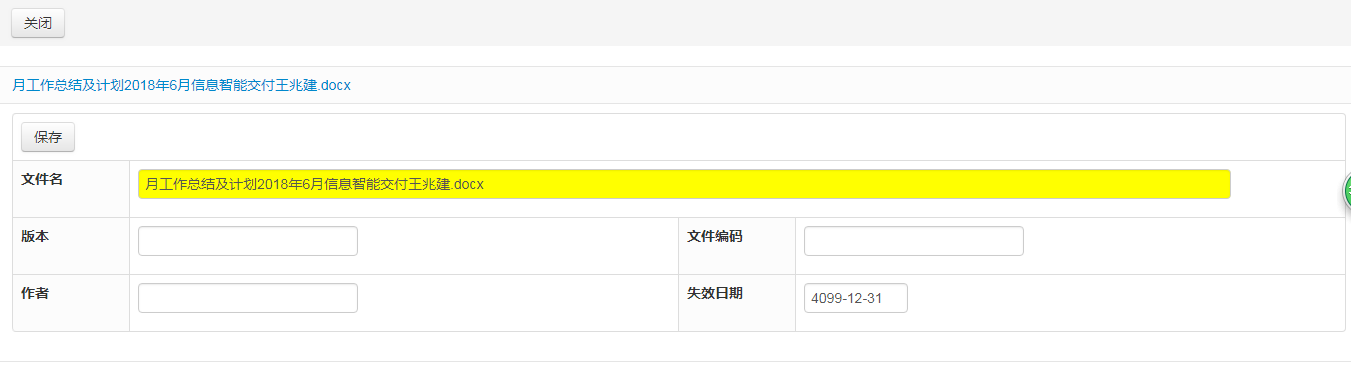 关闭
月工作总结及计划2018年6月信息智能交付王兆建.docx
保存
文件名 月工作总结及计划2018年6月信息智能交付王兆建.docx
版本 文件编码
作者 失效日期 4099-12-31